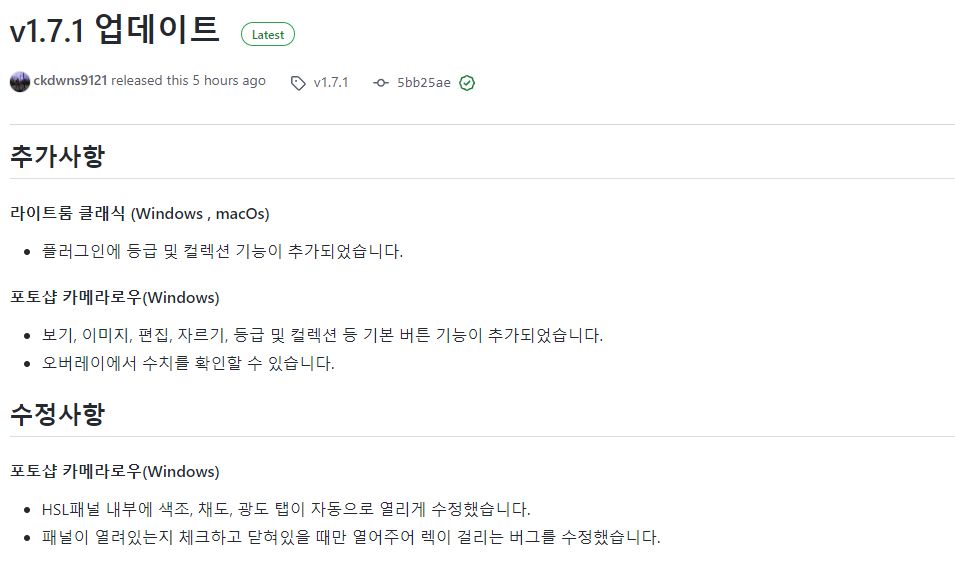 v1.7.1 업데이트 Latest
ckdwns9121 released this 5 hours ago v1.7.1 5bb25ae
추가사항
라이트룸 클래식 (Windows , macOs)
플러그인에 등급 및 컬렉션 기능이 추가되었습니다.
포토샵 카메라로우(Windows)
보기, 이미지, 편집, 자르기, 등급 및 컬렉션 등 기본 버튼 기능이 추가되었습니다.
오버레이에서 수치를 확인할 수 있습니다.
수정사항
포토샵 카메라로우(Windows)
HSL패널 내부에 색조, 채도, 광도 탭이 자동으로 열리게 수정했습니다.
패널이 열려있는지 체크하고 닫혀있을 때만 열어주어 렉이 걸리는 버그를 수정했습니다.